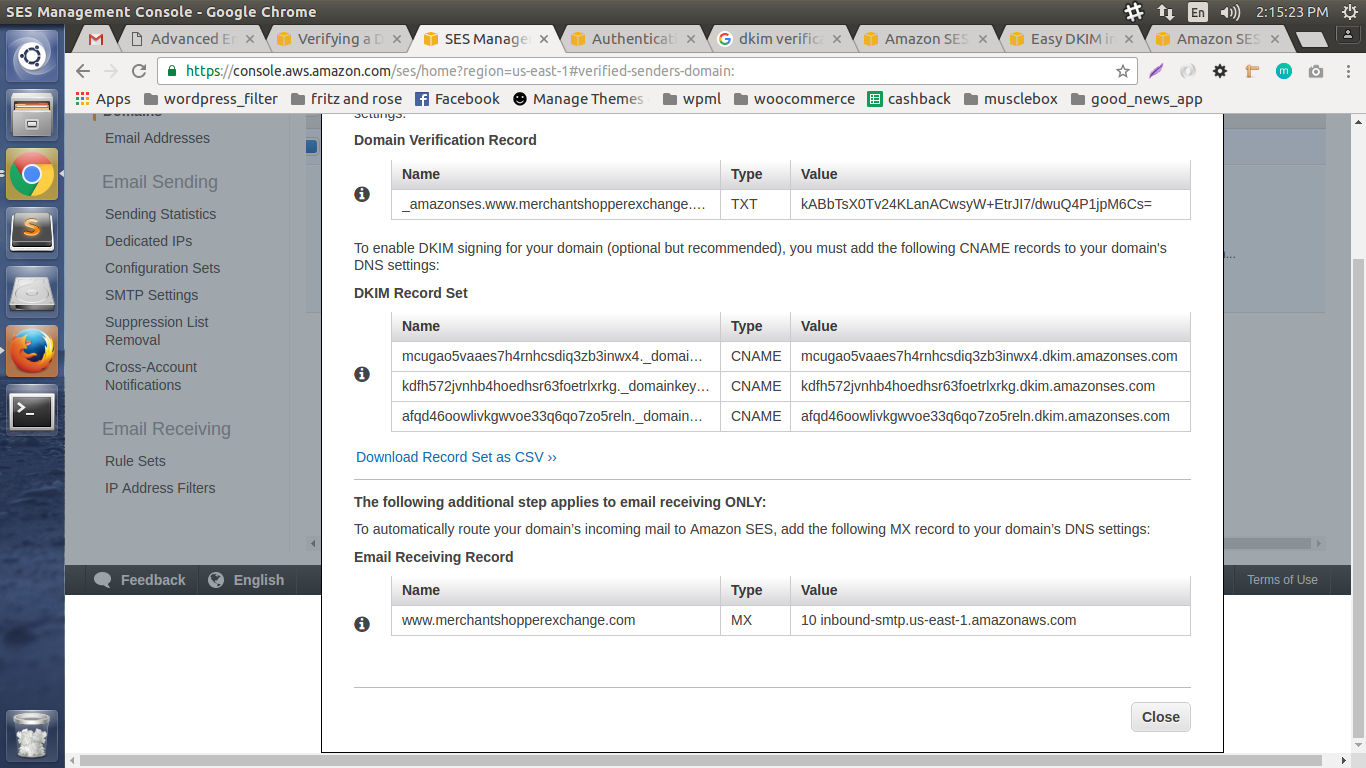 SES Management Console - Google Chrome
En
2:15:23 PM
Advanced E
Verifying a D
SES Manage
Authenticati
dkim verifica
Amazon SES
Easy DKIM in
Amazon SES
https://console.aws.amazon.com/ses/home?region=us-east-1#verified-senders-domain:
Apps wordpress_filter fritz and rose Facebook Manage Themes wpml woocommerce cashback musclebox good_news_app
Domains
Email Addresses
Email Sending
Sending Statistics
Dedicated IPs
Configuration Sets
SMTP Settings
Suppression List
Removal
Cross-Account
Notifications
Email Receiving
Rule Sets
IP Address Filters
Feedback
English
settings:
Domain Verification Record
Name Type Value
_amazonses.www.merchantshopperexchange.... TXT kABbTsX0Tv24KLanACwsyW+EtrJI7/dwuQ4P1jpM6Cs=
To enable DKIM signing for your domain (optional but recommended), you must add the following CNAME records to your domain's
DNS settings:
DKIM Record Set
Name Type Value
mcugao5vaaes7h4rnhcsdiq3zb3inwx4._domai... CNAME mcugao5vaaes7h4rnhcsdiq3zb3inwx4.dkim.amazonses.com
kdfh572jvnhb4hoedhsr63foetrlxrkg._domainkey... CNAME kdfh572jvnhb4hoedhsr63foetrlxrkg.dkim.amazonses.com
afqd46oowlivkgwvoe33q6qo7zo5reln._domain... CNAME afqd46oowlivkgwvoe33q6qo7zo5reln.dkim.amazonses.com
Download Record Set as CSV ››
The following additional step applies to email receiving ONLY:
To automatically route your domain's incoming mail to Amazon SES, add the following MX record to your domain's DNS settings:
Email Receiving Record
Name Type Value
www.merchantshopperexchange.com MX 10 inbound-smtp.us-east-1.amazonaws.com
Close
Terms of Use